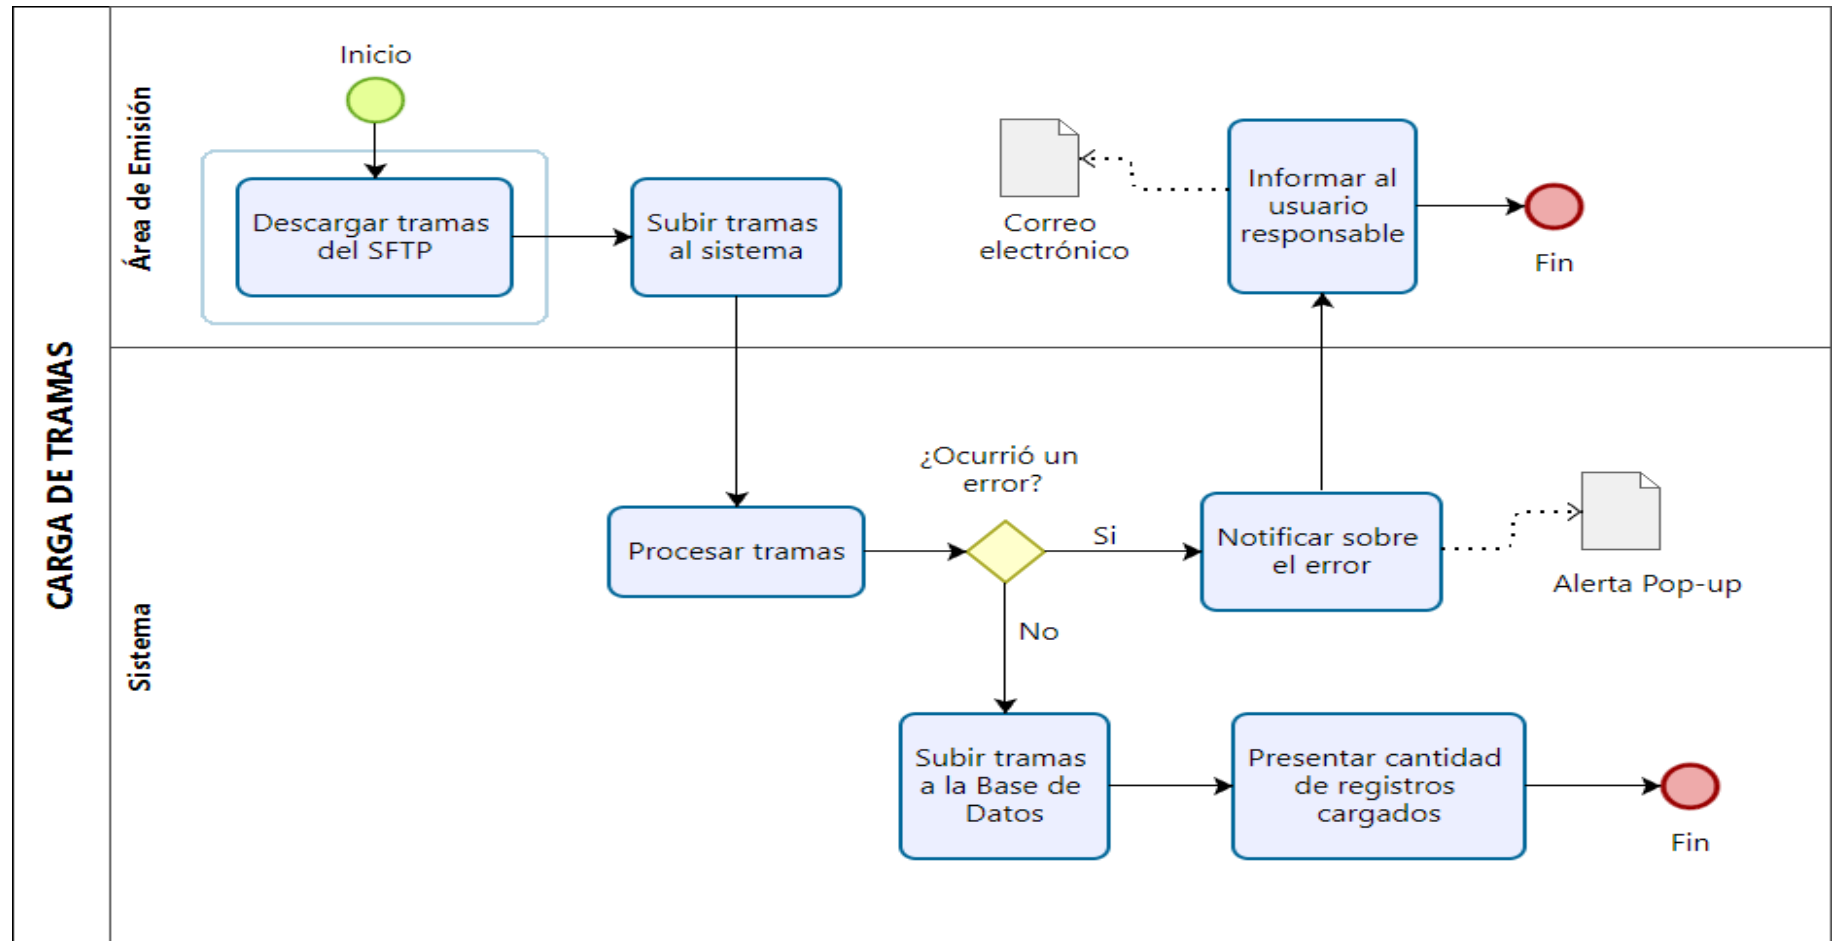 CARGA DE TRAMAS
Área de Emisión
Inicio
Descargar tramas
del SFTP
Subir tramas
al sistema
Correo
electrónico
Informar al
usuario
responsable
Fin
Sistema
Procesar tramas
¿Ocurrió un
error?
Si
No
Notificar sobre
el error
Alerta Pop-up
Subir tramas
a la Base de
Datos
Presentar cantidad
de registros
cargados
Fin